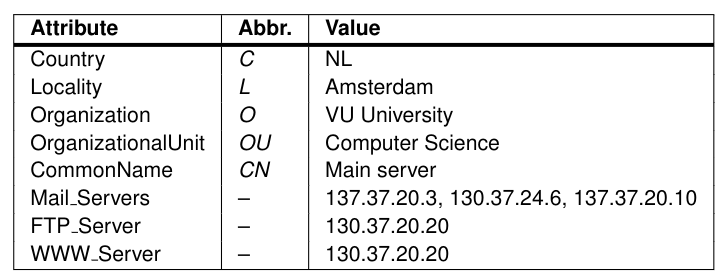 Attribute Abbr. Value
Country C NL
Locality L Amsterdam
Organization O VU University
OrganizationalUnit OU Computer Science
CommonName CN Main server
Mail_Servers – 137.37.20.3, 130.37.24.6, 137.37.20.10
FTP_Server – 130.37.20.20
WWW_Server – 130.37.20.20